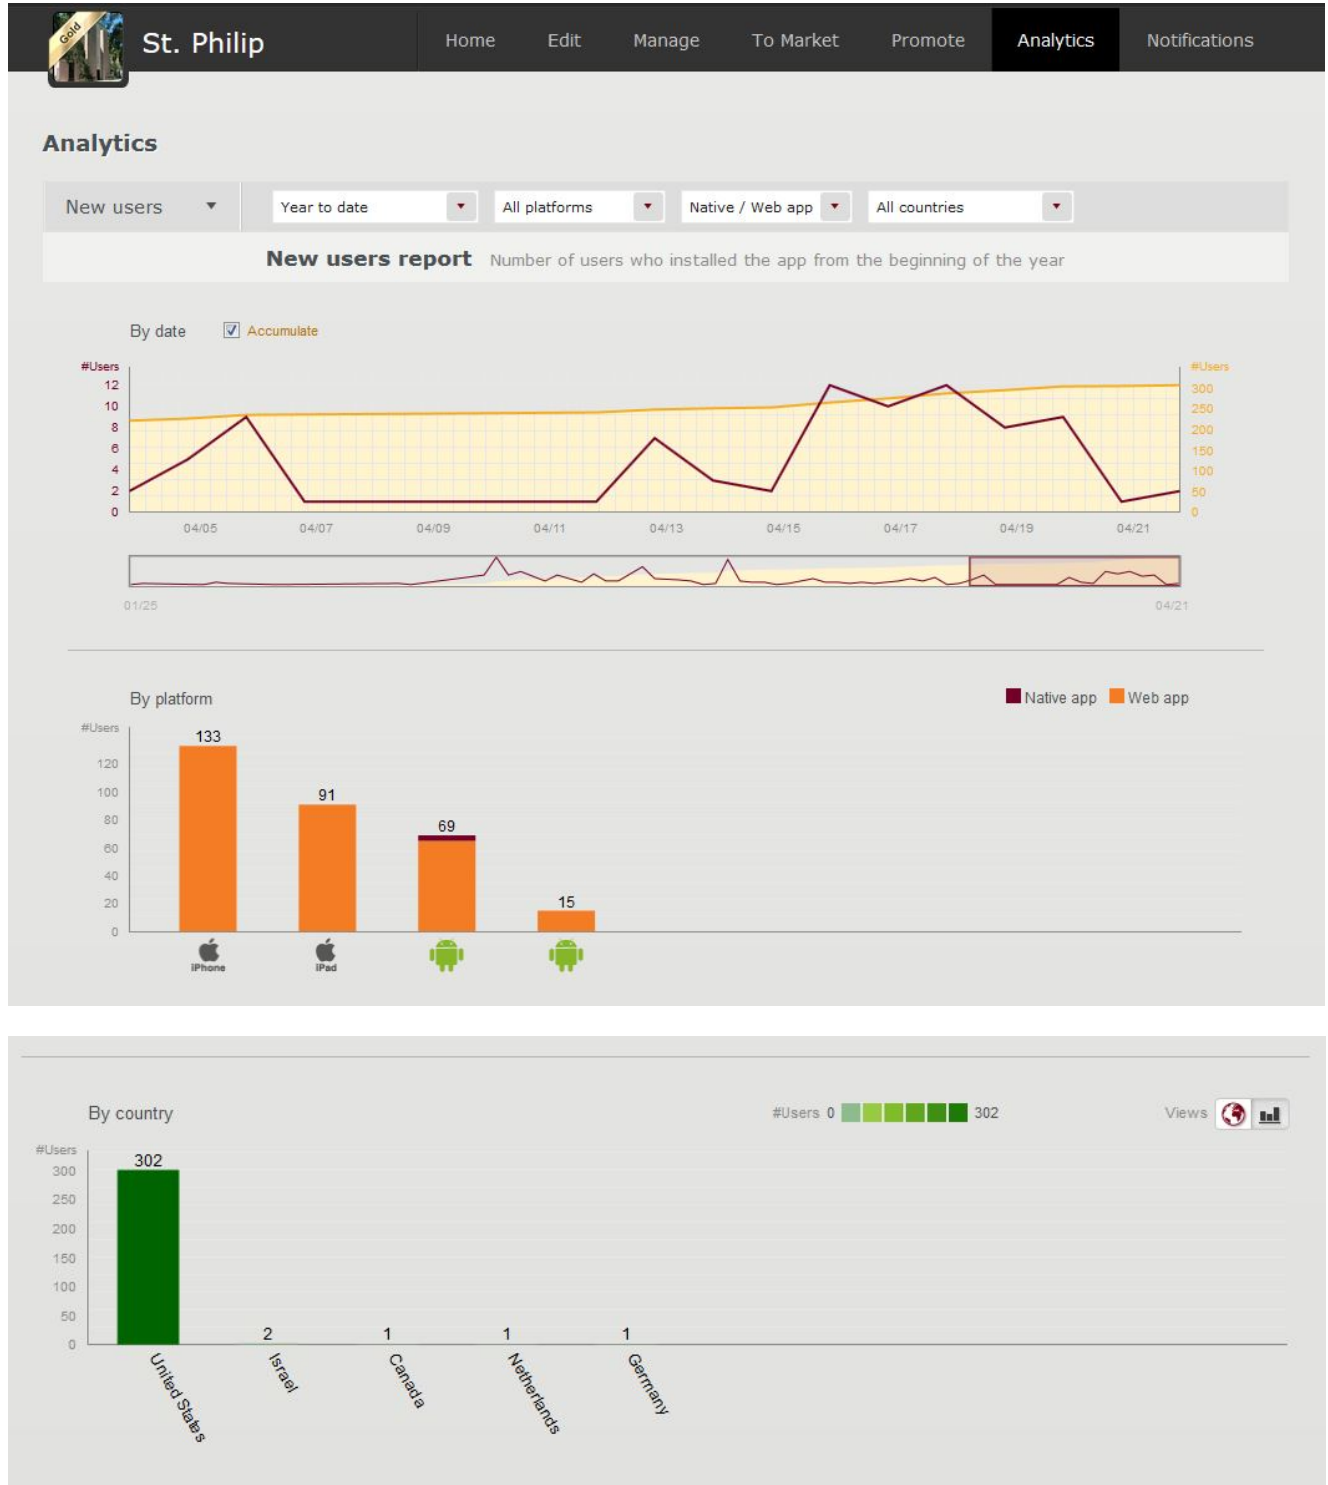 Gold
St. Philip Home Edit Manage To Market Promote Analytics Notifications
Analytics
New users Year to date All platforms Native / Web app All countries
New users report Number of users who installed the app from the beginning of the year
By date Accumulate
#Users #Users
12 300
10 250
8 200
6 150
4 100
2 50
0 0
04/05 04/07 04/09 04/11 04/13 04/15 04/17 04/19 04/21
01/25 04/21
By platform Native app Web app
#Users
133
120
100 91
80 69
60
40
20 15
0
iPhone iPad
By country #Users 0 302 Views
#Users
302
300
250
200
150
100
50
0 2 1 1 1
United States Israel Canada Netherlands Germany